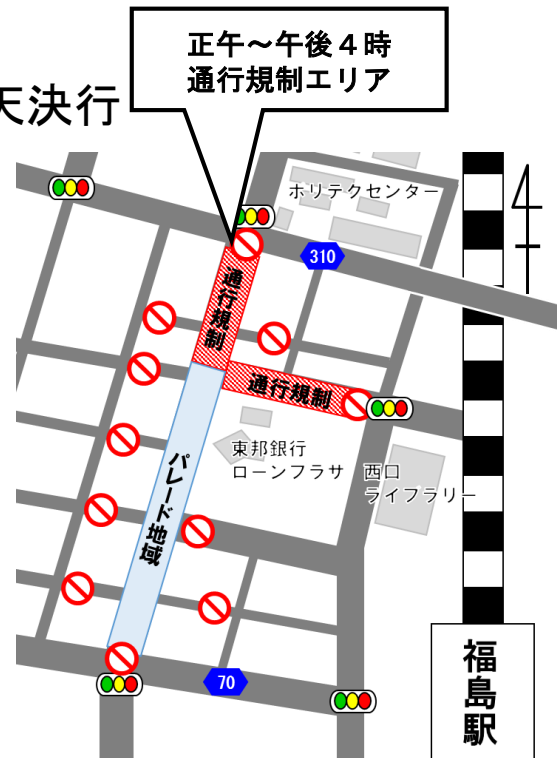 正午～午後４時
通行規制エリア
天決行
ホリテクセンター
310
通行規制
通行規制
東邦銀行
ローンフラサ
西口
ライフラリー
パレード地域
70
福島駅